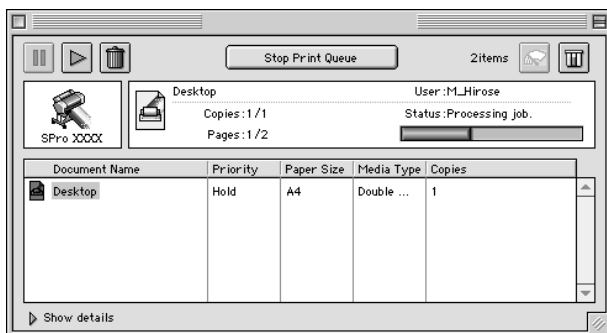 Stop Print Queue
2items
SPro XXXX
Desktop
User :M_Hirose
Copies :1 /1
Status :Processing job.
Pages :1 /2
Document Name Priority Paper Size Media Type Copies
Desktop Hold A4 Double ... 1
Show details